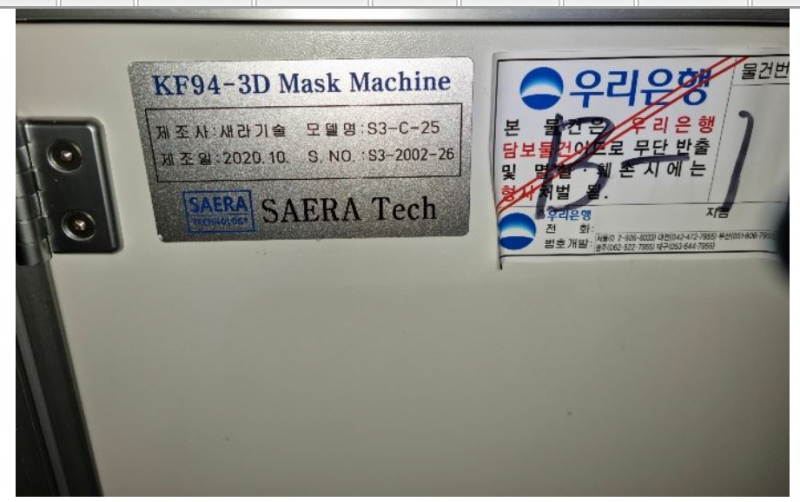 KF94-3D Mask Machine
제조사:새라기술 모델명:S3-C-25
제조일:2020.10. S. NO. :S3-2002-26
SAERA
TECHNOLOGY
SAERA Tech
우리은행
물건번
본 물건은 우리은행
담보물건이므로 무단 반출
및 멸실·훼손시에는
형사처벌 됨.
B-1
우리은행
지점
전 화:
번호개발: